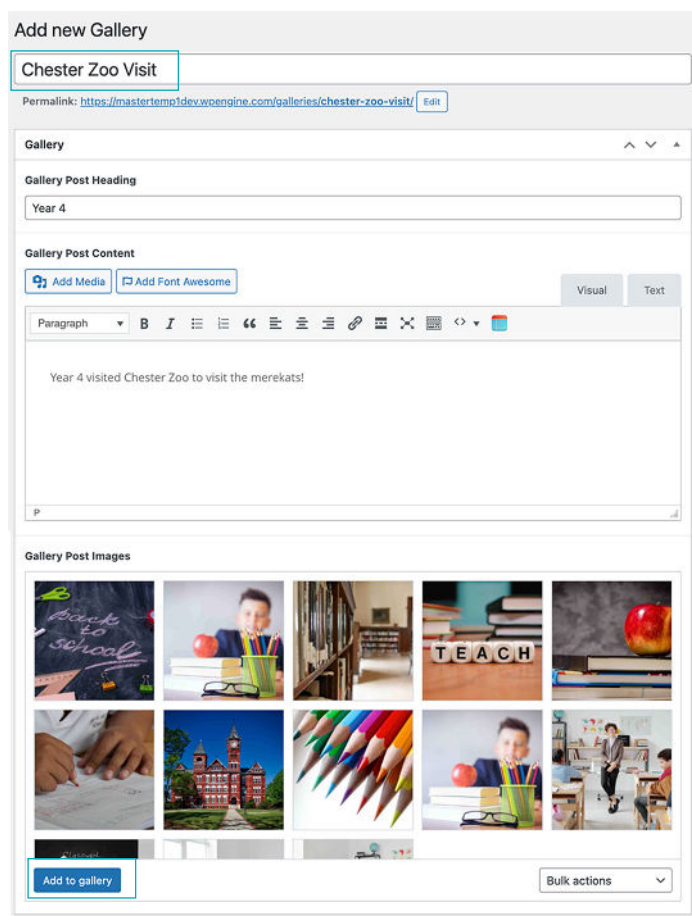 Add new Gallery
Chester Zoo Visit
Permalink: https://mastertemp1dev.wpengine.com/galleries/chester-zoo-visit/ Edit
Gallery
Gallery Post Heading
Year 4
Gallery Post Content
Add Media Add Font Awesome
Visual Text
Paragraph B I
Year 4 visited Chester Zoo to visit the merekats!
P
Gallery Post Images
back
to
school
TEACH
Add to gallery Bulk actions